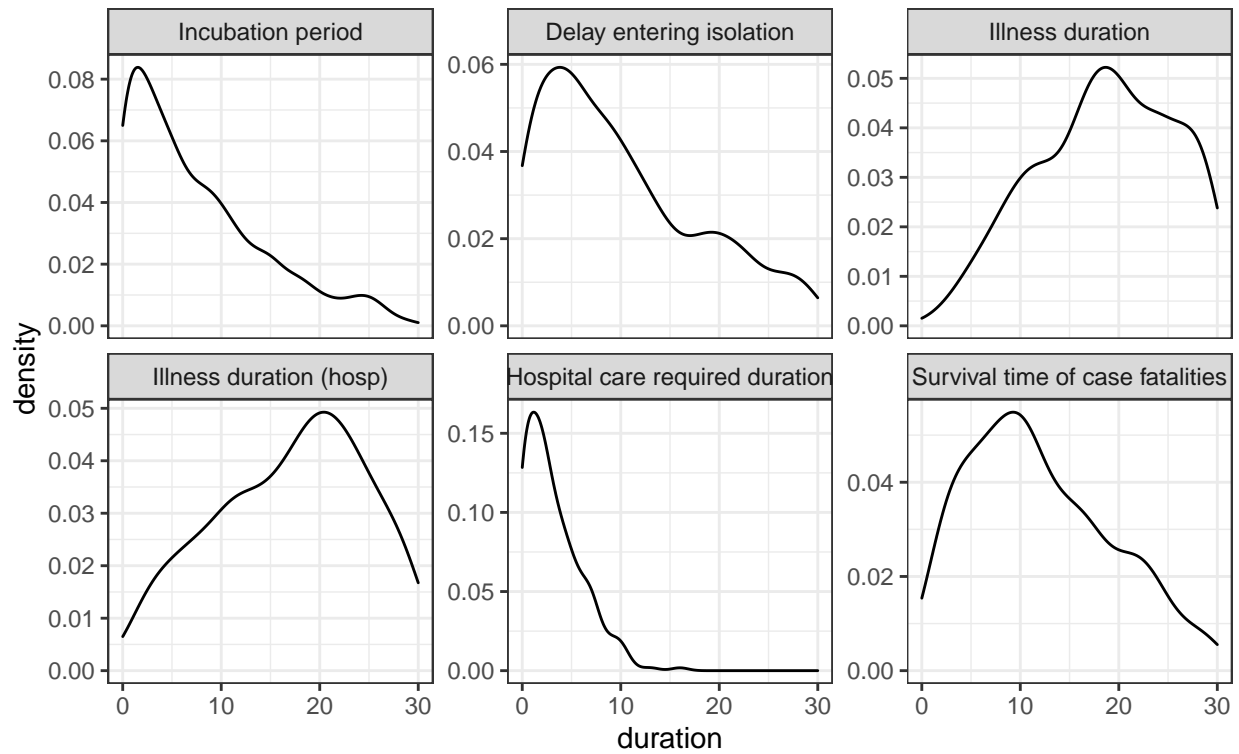 Incubation period
Delay entering isolation
Illness duration
0.08
0.06
0.04
0.02
0.00
0.06
0.04
0.02
0.00
0.05
0.04
0.03
0.02
0.01
0.00
density
Illness duration (hosp)
Hospital care required duration
Survival time of case fatalities
0.05
0.04
0.03
0.02
0.01
0.00
0.15
0.10
0.05
0.00
0.04
0.02
0.00
0 10 20 30
0 10 20 30
0 10 20 30
duration